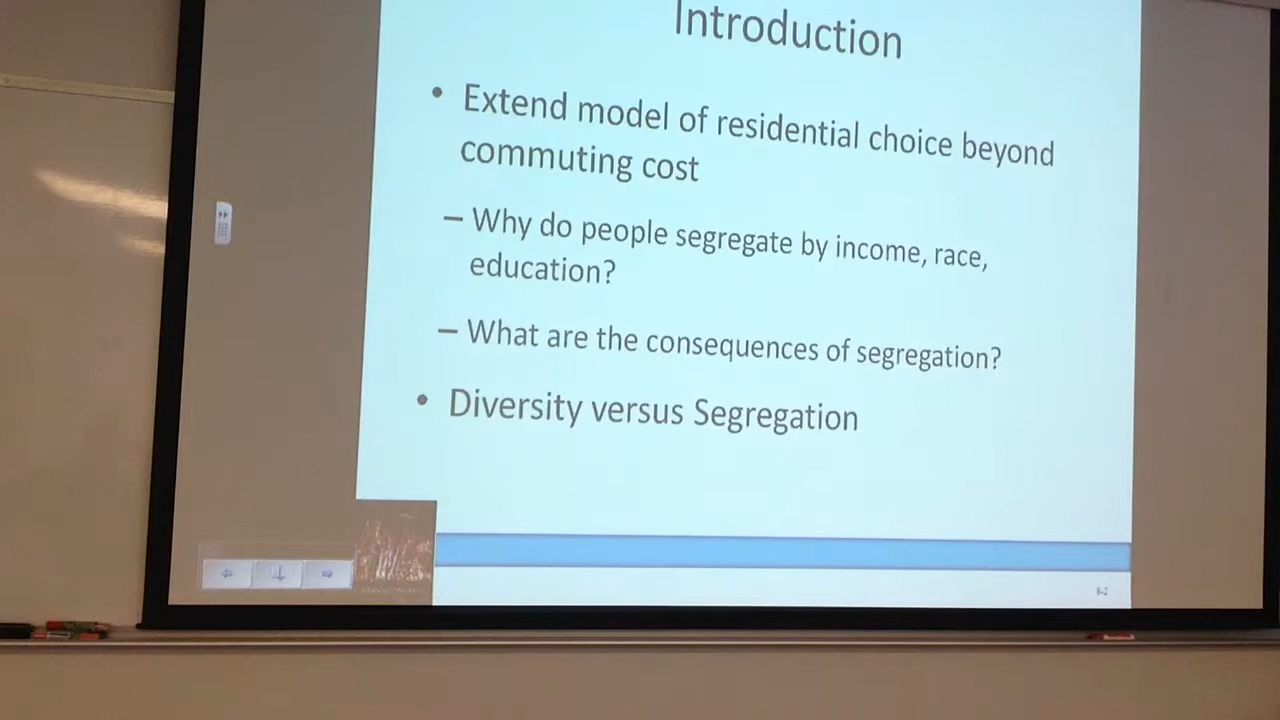 Introduction
• Extend model of residential choice beyond
commuting cost
– Why do people segregate by income, race,
education?
– What are the consequences of segregation?
• Diversity versus Segregation